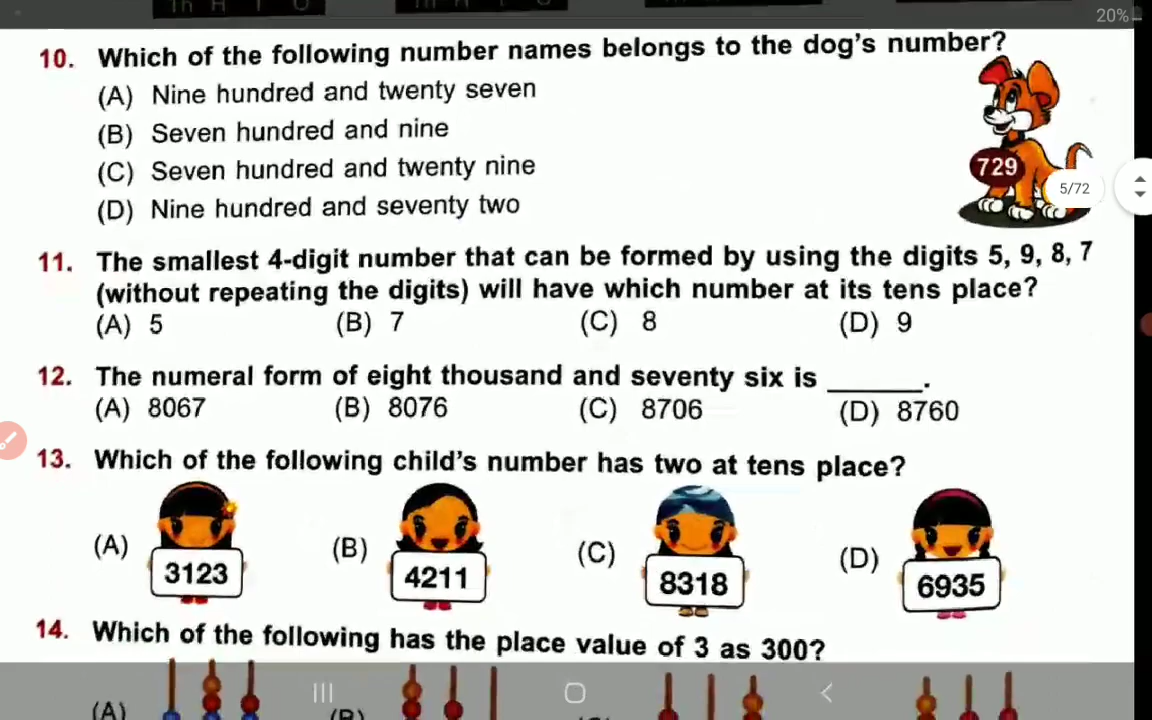 Th H T O
20%
10. Which of the following number names belongs to the dog's number?
(A) Nine hundred and twenty seven
(B) Seven hundred and nine
(C) Seven hundred and twenty nine
(D) Nine hundred and seventy two
729
5/72
11. The smallest 4-digit number that can be formed by using the digits 5, 9, 8, 7
(without repeating the digits) will have which number at its tens place?
(A) 5 (B) 7 (C) 8 (D) 9
12. The numeral form of eight thousand and seventy six is ______.
(A) 8067 (B) 8076 (C) 8706 (D) 8760
13. Which of the following child's number has two at tens place?
(A) 3123 (B) 4211 (C) 8318 (D) 6935
14. Which of the following has the place value of 3 as 300?
(A) (B)